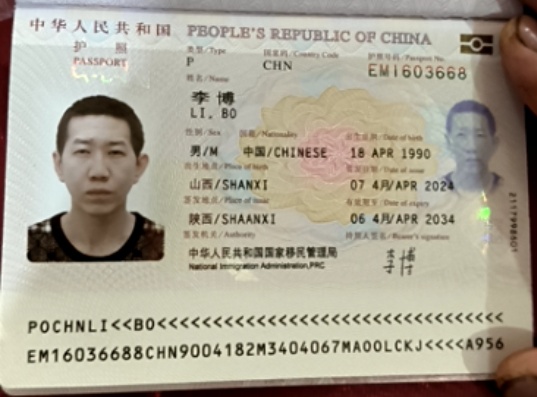 中华人民共和国 PEOPLE'S REPUBLIC OF CHINA
护 照
PASSPORT
类型/Type 国家码/Country Code 护照号码/Passport No.
P CHN EM1603668
姓名/Name
李博
LI, BO
性别/Sex 国籍/Nationality 出生日期/Date of birth
男/M 中国/CHINESE 18 APR 1990
出生地点/Place of birth 签发日期/Date of issue
山西/SHANXI 07 4月/APR 2024
签发地点/Place of issue 有效期至/Date of expiry
陕西/SHAANXI 06 4月/APR 2034
签发机关/Authority 持照人签名/Bearer's signature
中华人民共和国国家移民管理局 李博
National Immigration Administration,PRC
POCHNLI<<BO<<<<<<<<<<<<<<<<<<<<<<<<<<<<<<<<<
EM16036688CHN9004182M3404067MAOOLCKJ<<<<A956